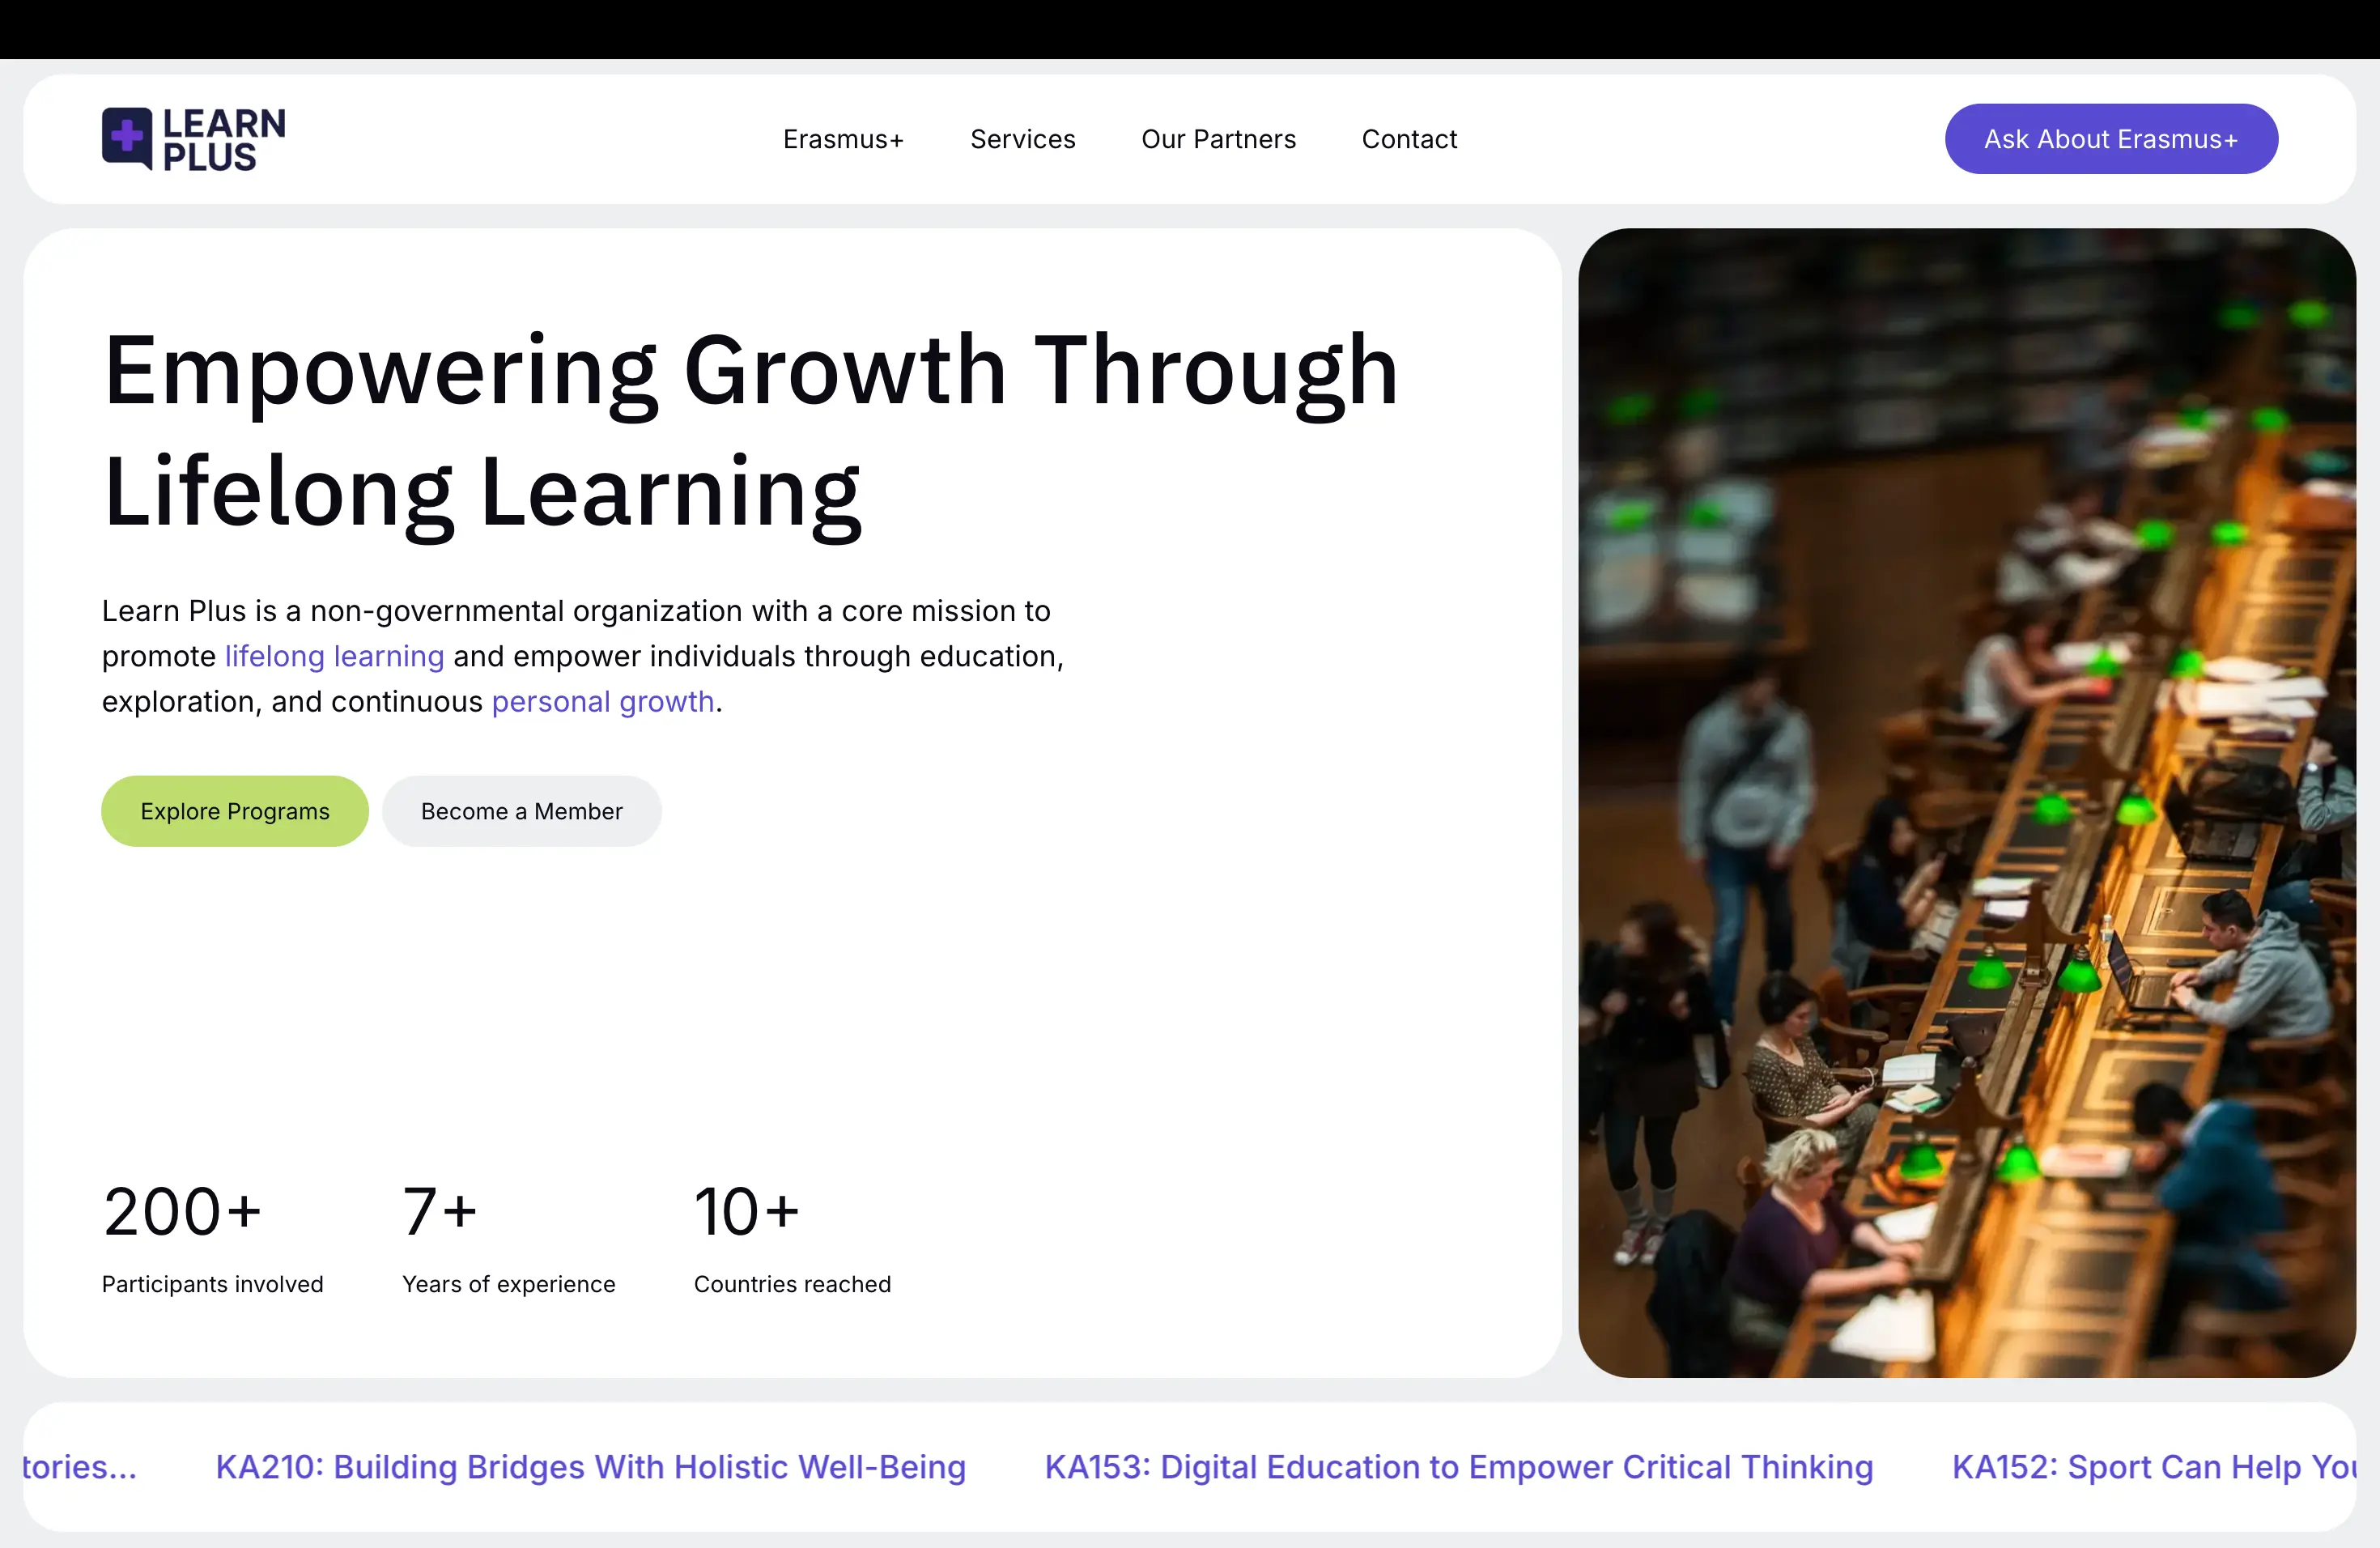 LEARN
PLUS
Erasmus+
Services
Our Partners
Contact
Ask About Erasmus+
Empowering Growth Through
Lifelong Learning
Learn Plus is a non-governmental organization with a core mission to
promote lifelong learning and empower individuals through education,
exploration, and continuous personal growth.
Explore Programs
Become a Member
200+
Participants involved
7+
Years of experience
10+
Countries reached
tories... KA210: Building Bridges With Holistic Well-Being KA153: Digital Education to Empower Critical Thinking KA152: Sport Can Help